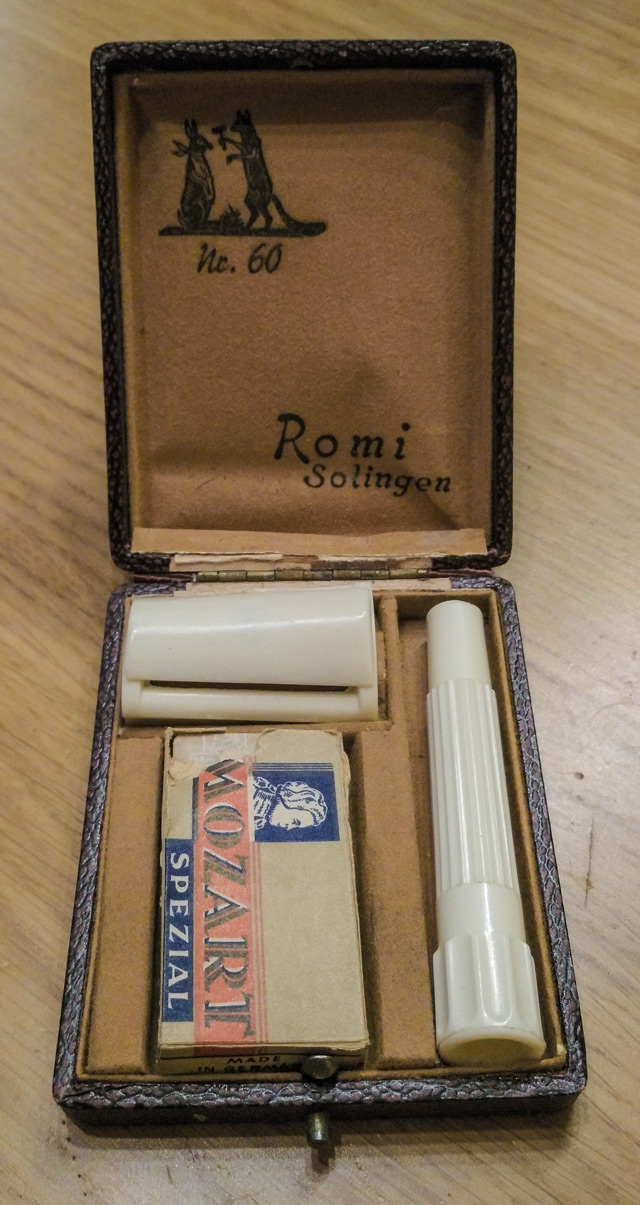 Nr. 60
Romi
Solingen
MOZART
SPEZIAL
MADE
IN GERMANY